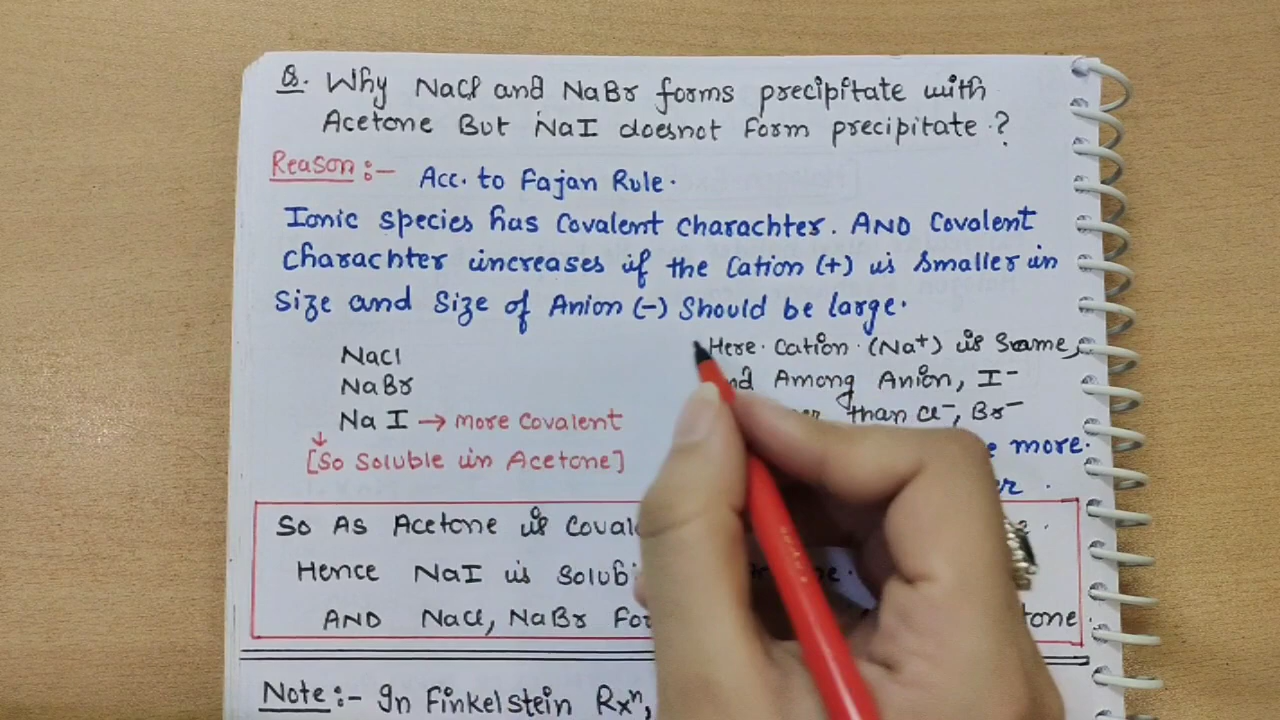 Q. Why NaCl and NaBr forms precipitate with
Acetone But NaI doesnot form precipitate.?
Reason:- Acc. to Fajan Rule.
Ionic species has Covalent Charachter. AND Covalent
Charachter increases if the Cation (+) is smaller in
Size and Size of Anion (-) Should be large.
NaCl
NaBr
NaI → more Covalent
↓
[So Soluble in Acetone]
Here. Cation. (Na⁺) is Same,
Among Anion, I⁻
than Cl⁻, Br⁻
more.
So As Acetone is
Hence NaI is
AND NaCl, NaBr
Note:- In Finkelstein Rxⁿ,